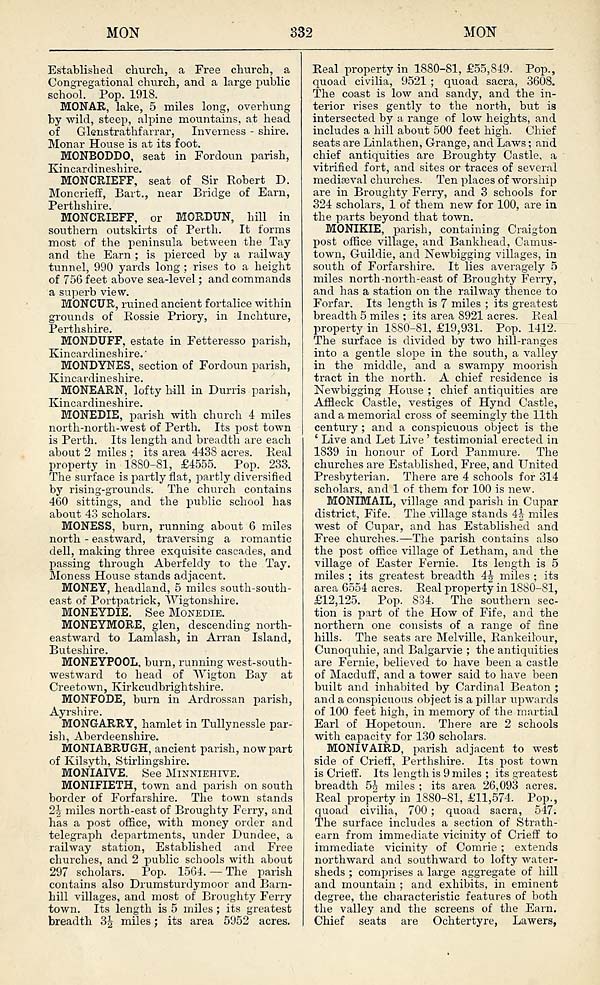 MON 332 MON
Established church, a Free church, a
Congregational church, and a large public
school. Pop. 1918.
MONAR, lake, 5 miles long, overhung
by wild, steep, alpine mountains, at head
of Glenstrathfarrar, Inverness-shire.
Monar House is at its foot.
MONBODDO, seat in Fordoun parish,
Kincardineshire.
MONCRIEFF, seat of Sir Robert D.
Moncrieff, Bart., near Bridge of Earn,
Perthshire.
MONCRIEFF, or MORDUN, hill in
southern outskirts of Perth. It forms
most of the peninsula between the Tay
and the Earn; is pierced by a railway
tunnel, 990 yards long; rises to a height
of 756 feet above sea-level; and commands
a superb view.
MONCUR, ruined ancient fortalice within
grounds of Rossie Priory, in Inchture,
Perthshire.
MONDUFF, estate in Fetteresso parish,
Kincardineshire.
MONDYNES, section of Fordoun parish,
Kincardineshire.
MONEARN, lofty hill in Durris parish,
Kincardineshire.
MONEDIE, parish with church 4 miles
north-north-west of Perth. Its post town
is Perth. Its length and breadth are each
about 2 miles; its area 4438 acres. Real
property in 1880-81, £4555. Pop. 233.
The surface is partly flat, partly diversified
by rising-grounds. The church contains
460 sittings, and the public school has
about 43 scholars.
MONESS, burn, running about 6 miles
north-eastward, traversing a romantic
dell, making three exquisite cascades, and
passing through Aberfeldy to the Tay.
Moness House stands adjacent.
MONEY, headland, 5 miles south-south-
east of Portpatrick, Wigtonshire.
MONEYDIE. See MONEDIE.
MONEYMORE, glen, descending north-
eastward to Lamlash, in Arran Island,
Buteshire.
MONEYPOOL, burn, running west-south-
westward to head of Wigton Bay at
Creetown, Kirkcudbrightshire.
MONFODE, burn in Ardrossan parish,
Ayrshire.
MONGARRY, hamlet in Tullynessle par-
ish, Aberdeenshire.
MONIABRUGH, ancient parish, now part
of Kilsyth, Stirlingshire.
MONIAIVE. See MINNIEHIVE.
MONIFIETH, town and parish on south
border of Forfarshire. The town stands
2½ miles north-east of Broughty Ferry, and
has a post office, with money order and
telegraph departments, under Dundee, a
railway station, Established and Free
churches, and 2 public schools with about
297 scholars. Pop. 1564. — The parish
contains also Drumsturdymoor and Barn-
hill villages, and most of Broughty Ferry
town. Its length is 5 miles; its greatest
breadth 3½ miles; its area 5952 acres.
Real property in 1880-81, £55,849. Pop.,
quoad civilia, 9521; quoad sacra, 3608.
The coast is low and sandy, and the in-
terior rises gently to the north, but is
intersected by a range of low heights, and
includes a hill about 500 feet high. Chief
seats are Linlathen, Grange, and Laws; and
chief antiquities are Broughty Castle, a
vitrified fort, and sites or traces of several
mediæval churches. Ten places of worship
are in Broughty Ferry, and 3 schools for
324 scholars, 1 of them new for 100, are in
the parts beyond that town.
MONIKIE, parish, containing Craigton
post office village, and Bankhead, Camus-
town, Guildie, and Newbigging villages, in
south of Forfarshire. It lies averagely 5
miles north-north-east of Broughty Ferry,
and has a station on the railway thence to
Forfar. Its length is 7 miles; its greatest
breadth 5 miles; its area 8921 acres. Real
property in 1880-81, £19,931. Pop. 1412.
The surface is divided by two hill-ranges
into a gentle slope in the south, a valley
in the middle, and a swampy moorish
tract in the north. A chief residence is
Newbigging House; chief antiquities are
Affleck Castle, vestiges of Hynd Castle,
and a memorial cross of seemingly the 11th
century; and a conspicuous object is the
‘Live and Let Live’ testimonial erected in
1839 in honour of Lord Panmure. The
churches are Established, Free, and United
Presbyterian. There are 4 schools for 314
scholars, and 1 of them for 100 is new.
MONIMAIL, village and parish in Cupar
district, Fife. The village stands 4½ miles
west of Cupar, and has Established and
Free churches.—The parish contains also
the post office village of Letham, and the
village of Easter Fernie. Its length is 5
miles; its greatest breadth 4½ miles; its
area 6554 acres. Real property in 1880-81,
£12,125. Pop. 834. The southern sec-
tion is part of the How of Fife, and the
northern one consists of a range of fine
hills. The seats are Melville, Rankeilour,
Cunoquhie, and Balgarvie; the antiquities
are Fernie, believed to have been a castle
of Macduff, and a tower said to have been
built and inhabited by Cardinal Beaton;
and a conspicuous object is a pillar upwards
of 100 feet high, in memory of the martial
Earl of Hopetoun. There are 2 schools
with capacity for 130 scholars.
MONIVAIRD, parish adjacent to west
side of Crieff, Perthshire. Its post town
is Crieff. Its length is 9 miles; its greatest
breadth 5½ miles; its area 26,093 acres.
Real property in 1880-81, £11,574. Pop.,
quoad civilia, 700; quoad sacra, 547.
The surface includes a section of Strath-
earn from immediate vicinity of Crieff to
immediate vicinity of Comrie; extends
northward and southward to lofty water-
sheds; comprises a large aggregate of hill
and mountain; and exhibits, in eminent
degree, the characteristic features of both
the valley and the screens of the Earn.
Chief seats are Ochtertyre, Lawers,